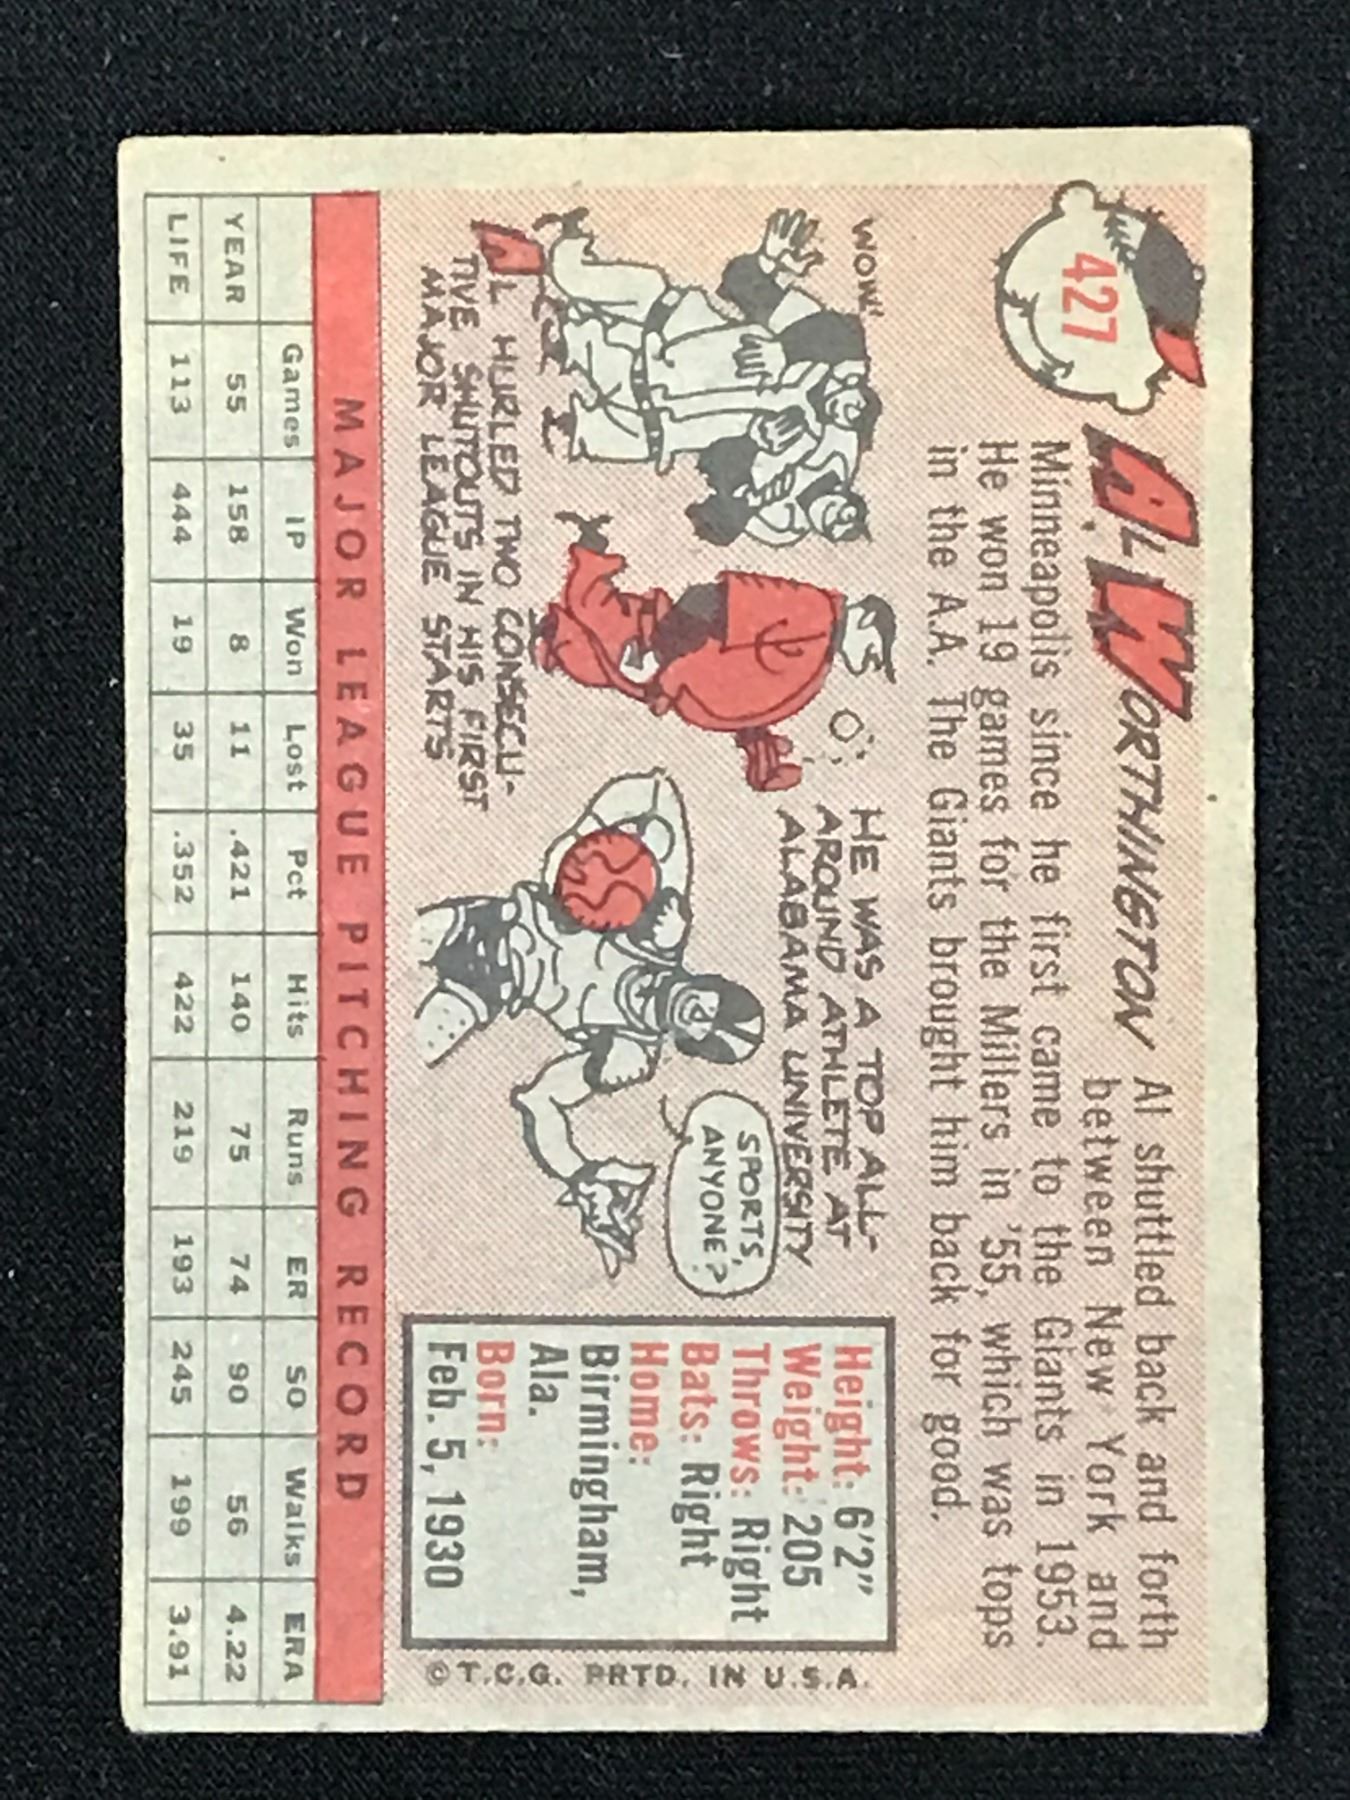 427
AL WORTHINGTON
Al shuttled back and forth
between New York and
Minneapolis since he first came to the Giants in 1953.
He won 19 games for the Millers in '55, which was tops
in the A.A. The Giants brought him back for good.
WOW!
AL HURLED TWO CONSECU-
TIVE SHUTOUTS IN HIS FIRST
MAJOR LEAGUE STARTS
HE WAS A TOP ALL-
AROUND ATHLETE AT
ALABAMA UNIVERSITY
SPORTS,
ANYONE?
Height: 6'2"
Weight: 205
Throws: Right
Bats: Right
Home:
Birmingham,
Ala.
Born:
Feb. 5, 1930
©T.C.G. PRTD. IN U.S.A.
MAJOR LEAGUE PITCHING RECORD
Games IP Won Lost Pct Hits Runs ER SO Walks ERA
YEAR 55 158 8 11 .421 140 75 74 90 56 4.22
LIFE 113 444 19 35 .352 422 219 193 245 199 3.91